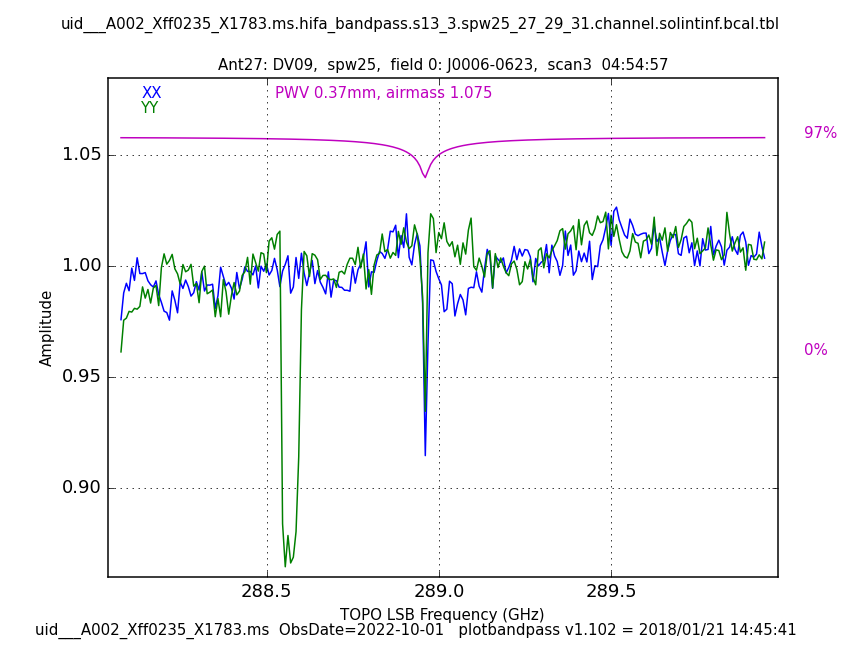 uid___A002_Xff0235_X1783.ms.hifa_bandpass.s13_3.spw25_27_29_31.channel.solintinf.bcal.tbl
Ant27: DV09,  spw25,  field 0: J0006-0623,  scan3  04:54:57
XX
PWV 0.37mm, airmass 1.075
YY
97%
1.05
1.00
0.95
0.90
0%
Amplitude
288.5
289.0
289.5
TOPO LSB Frequency (GHz)
uid___A002_Xff0235_X1783.ms  ObsDate=2022-10-01   plotbandpass v1.102 = 2018/01/21 14:45:41